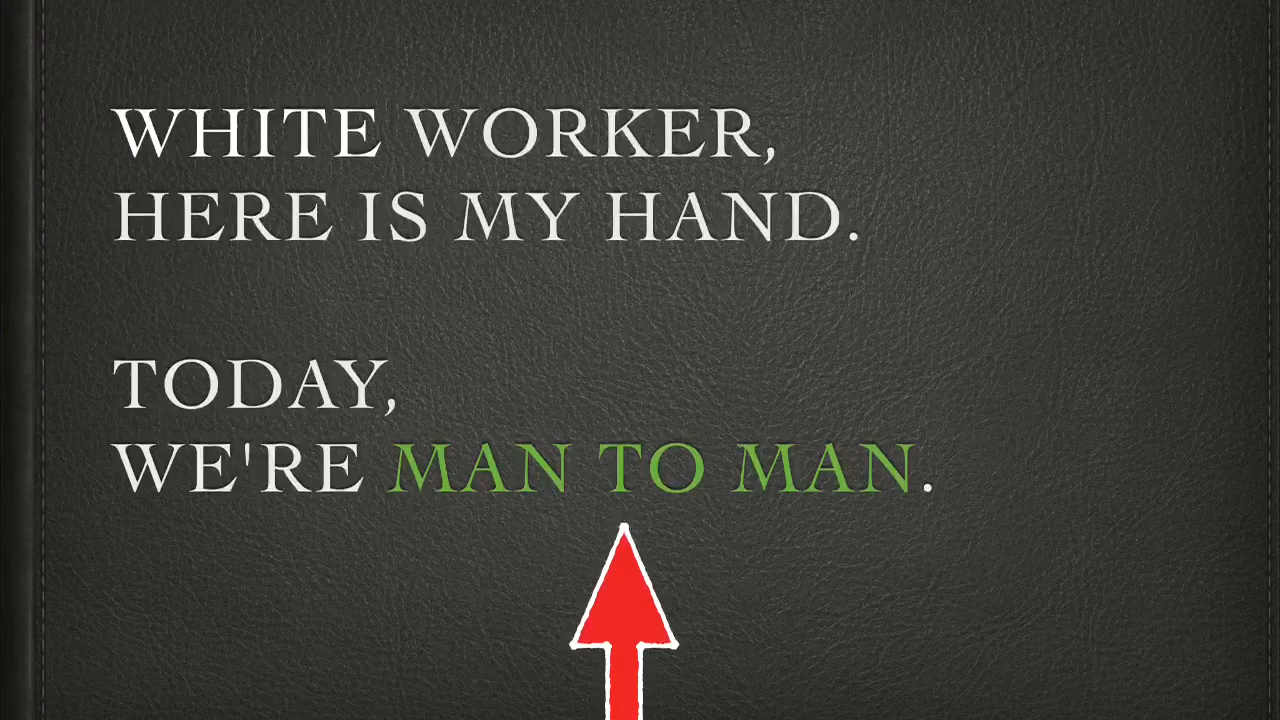 WHITE WORKER,
HERE IS MY HAND.
TODAY,
WE'RE MAN TO MAN.